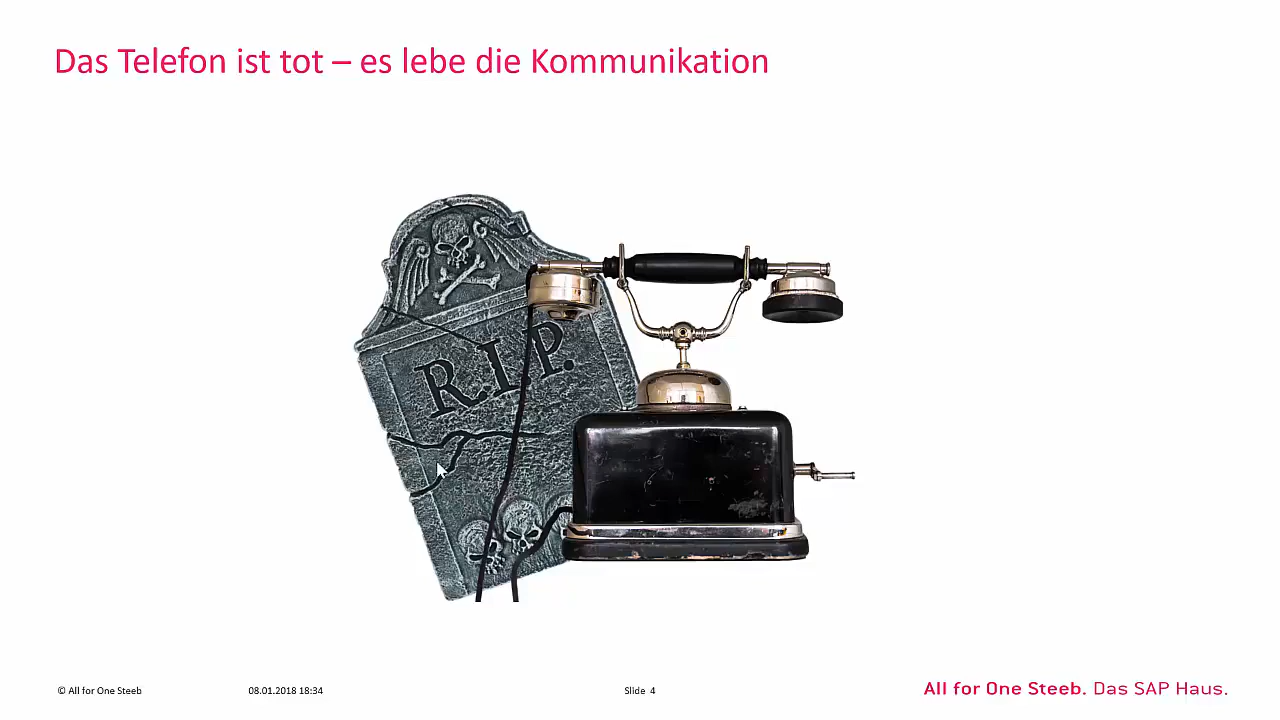 Das Telefon ist tot – es lebe die Kommunikation
R.I.P.
© All for One Steeb
08.01.2018 18:34
Slide 4
All for One Steeb. Das SAP Haus.